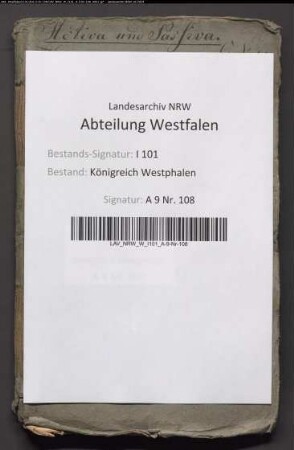 Activa und Passiva.
Landesarchiv NRW
Abteilung Westfalen
Bestands-Signatur: I 101
Bestand: Königreich Westphalen
Signatur: A 9 Nr. 108
LAV_NRW_W_I101_A-9-Nr-108